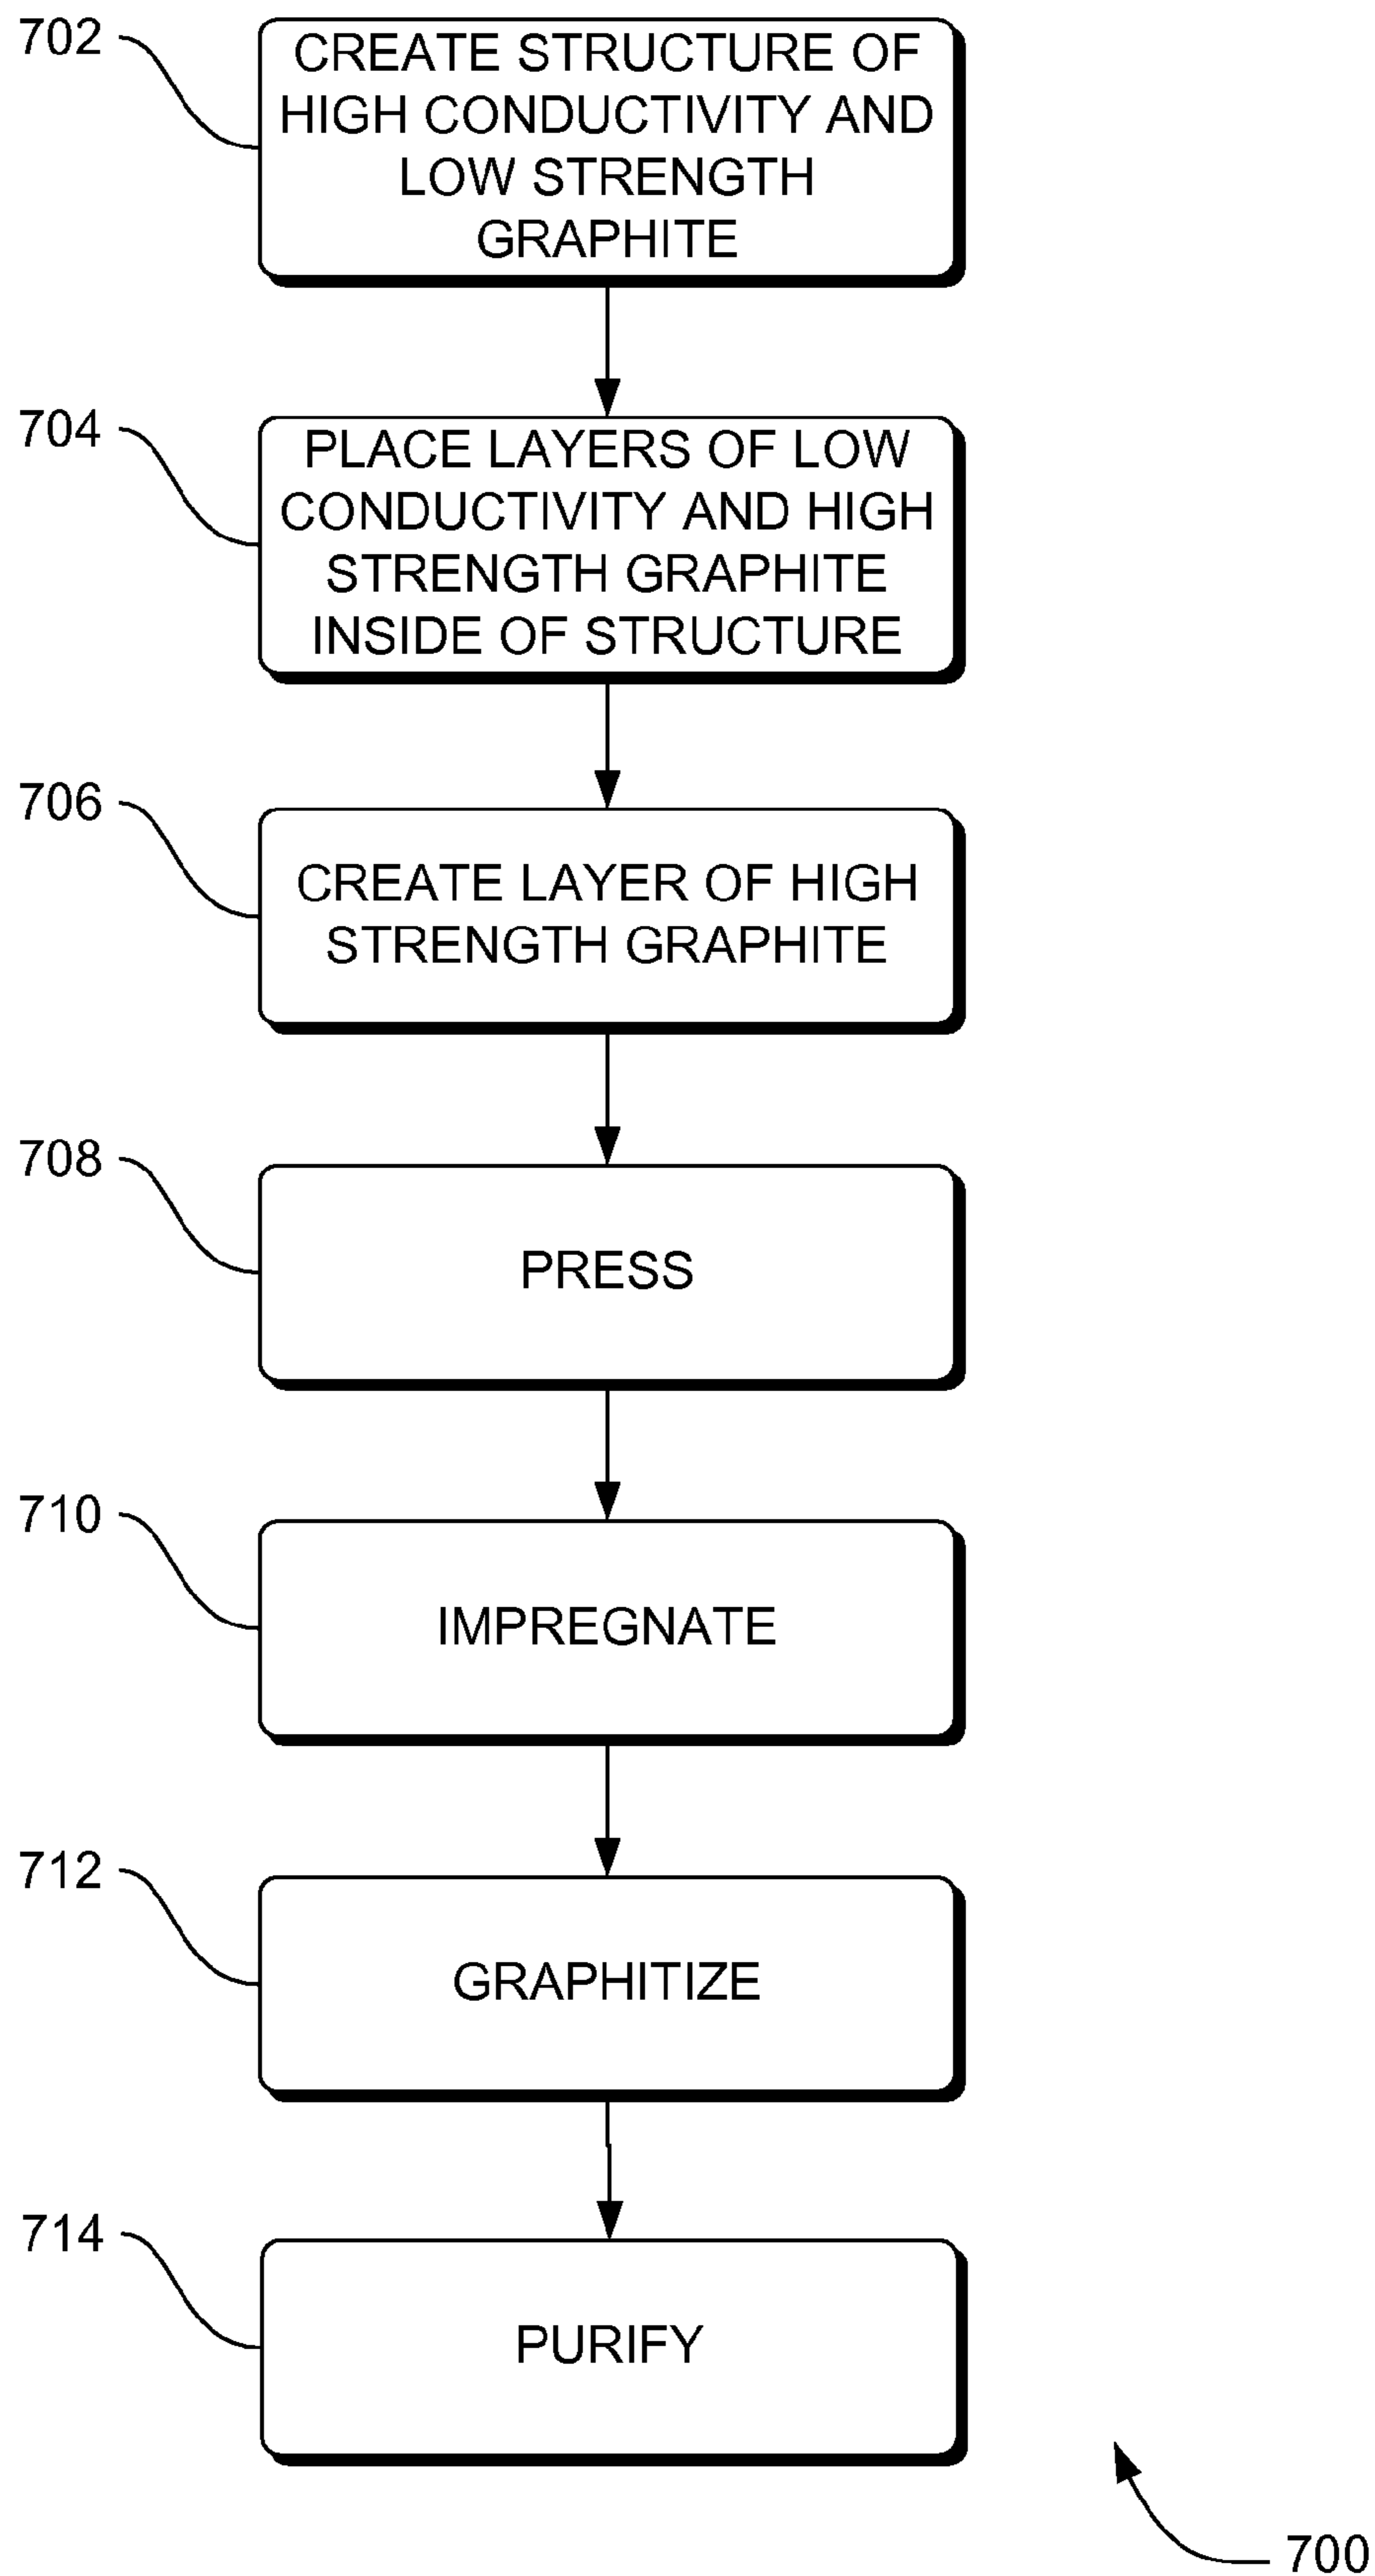 702
CREATE STRUCTURE OF
HIGH CONDUCTIVITY AND
LOW STRENGTH
GRAPHITE
704
PLACE LAYERS OF LOW
CONDUCTIVITY AND HIGH
STRENGTH GRAPHITE
INSIDE OF STRUCTURE
706
CREATE LAYER OF HIGH
STRENGTH GRAPHITE
708
PRESS
710
IMPREGNATE
712
GRAPHITIZE
714
PURIFY
700